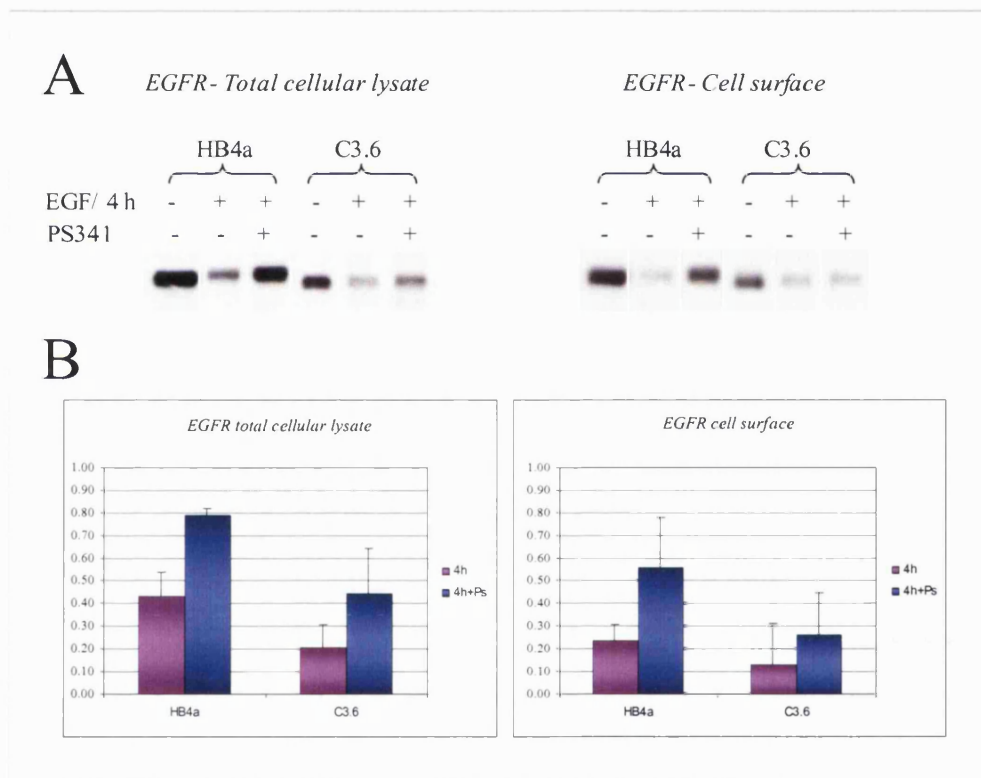 A
EGFR- Total cellular lysate
EGFR- Cell surface
HB4a C3.6
HB4a C3.6
EGF/ 4 h - + + - + +
- + + - + +
PS341 - - + - - +
- - + - - +
B
EGFR total cellular lysate
1.00
0.90
0.80
0.70
0.60
0.50
0.40
0.30
0.20
0.10
0.00
HB4a C3.6
4h
4h+Ps
EGFR cell surface
1.00
0.90
0.80
0.70
0.60
0.50
0.40
0.30
0.20
0.10
0.00
HB4a C3.6
4h
4h+Ps